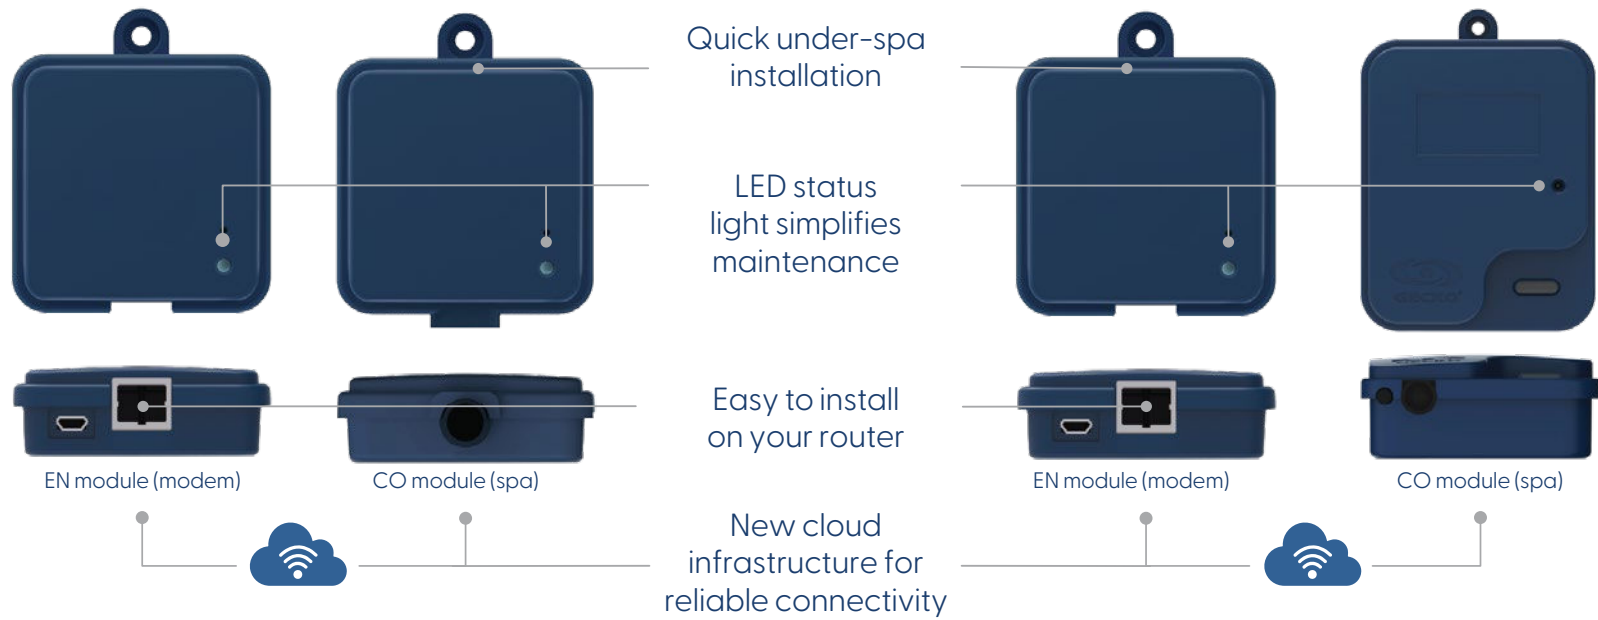 Quick under-spa
installation
LED status
light simplifies
maintenance
Easy to install
on your router
EN module (modem)
CO module (spa)
EN module (modem)
CO module (spa)
New cloud
infrastructure for
reliable connectivity